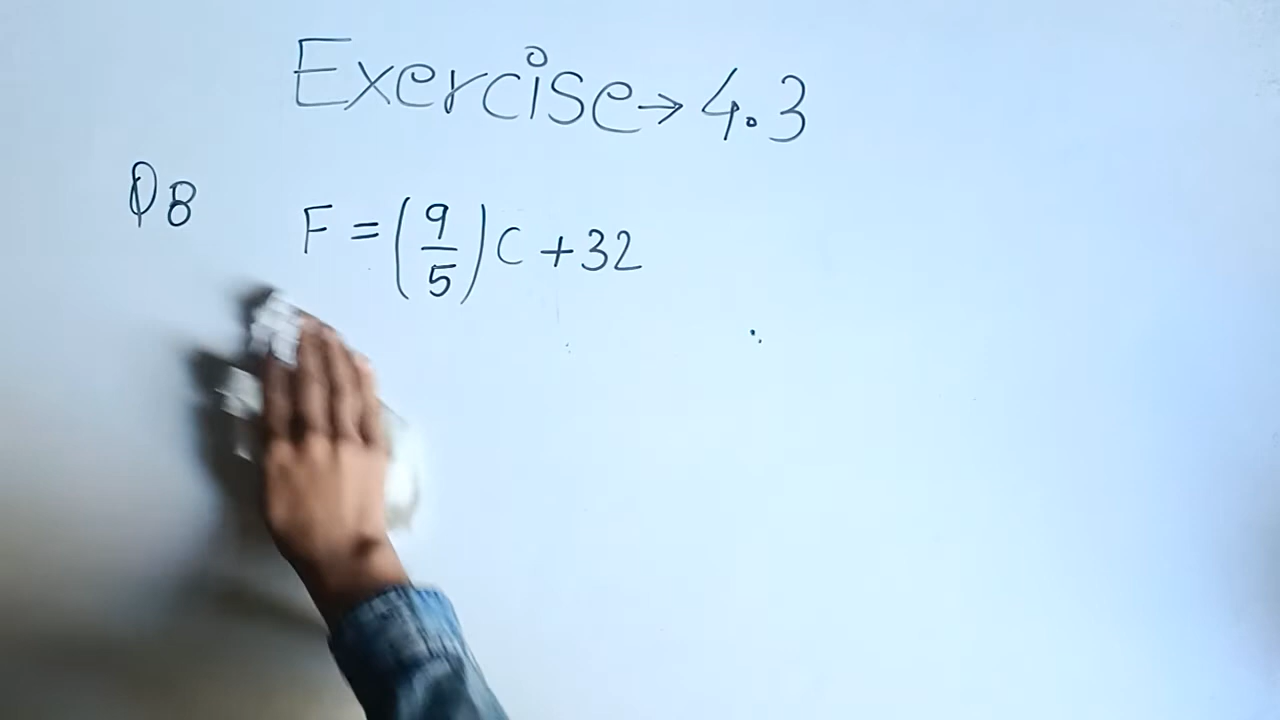 Exercise → 4.3
Q8 F = (9/5) C + 32